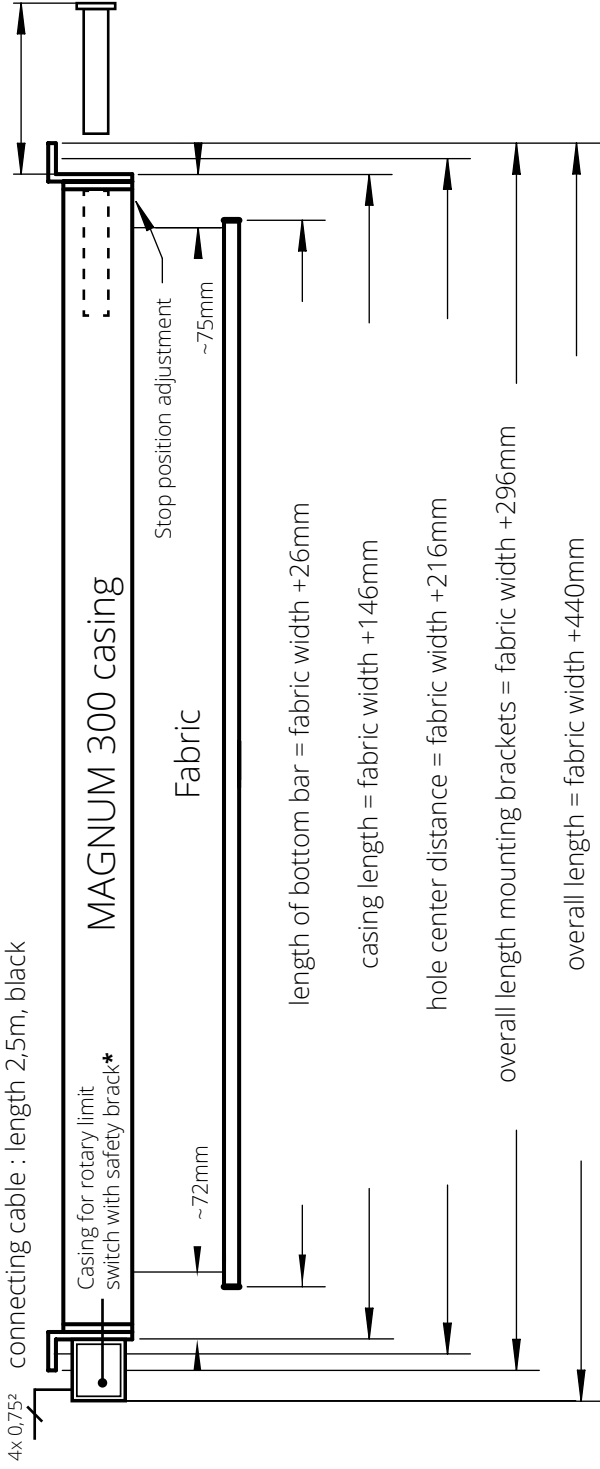 4x 0,75²
connecting cable : length 2,5m, black
Casing for rotary limit
switch with safety brack*
MAGNUM 300 casing
Stop position adjustment
~72mm
Fabric
~75mm
length of bottom bar = fabric width +26mm
casing length = fabric width +146mm
hole center distance = fabric width +216mm
overall length mounting brackets = fabric width +296mm
overall length = fabric width +440mm